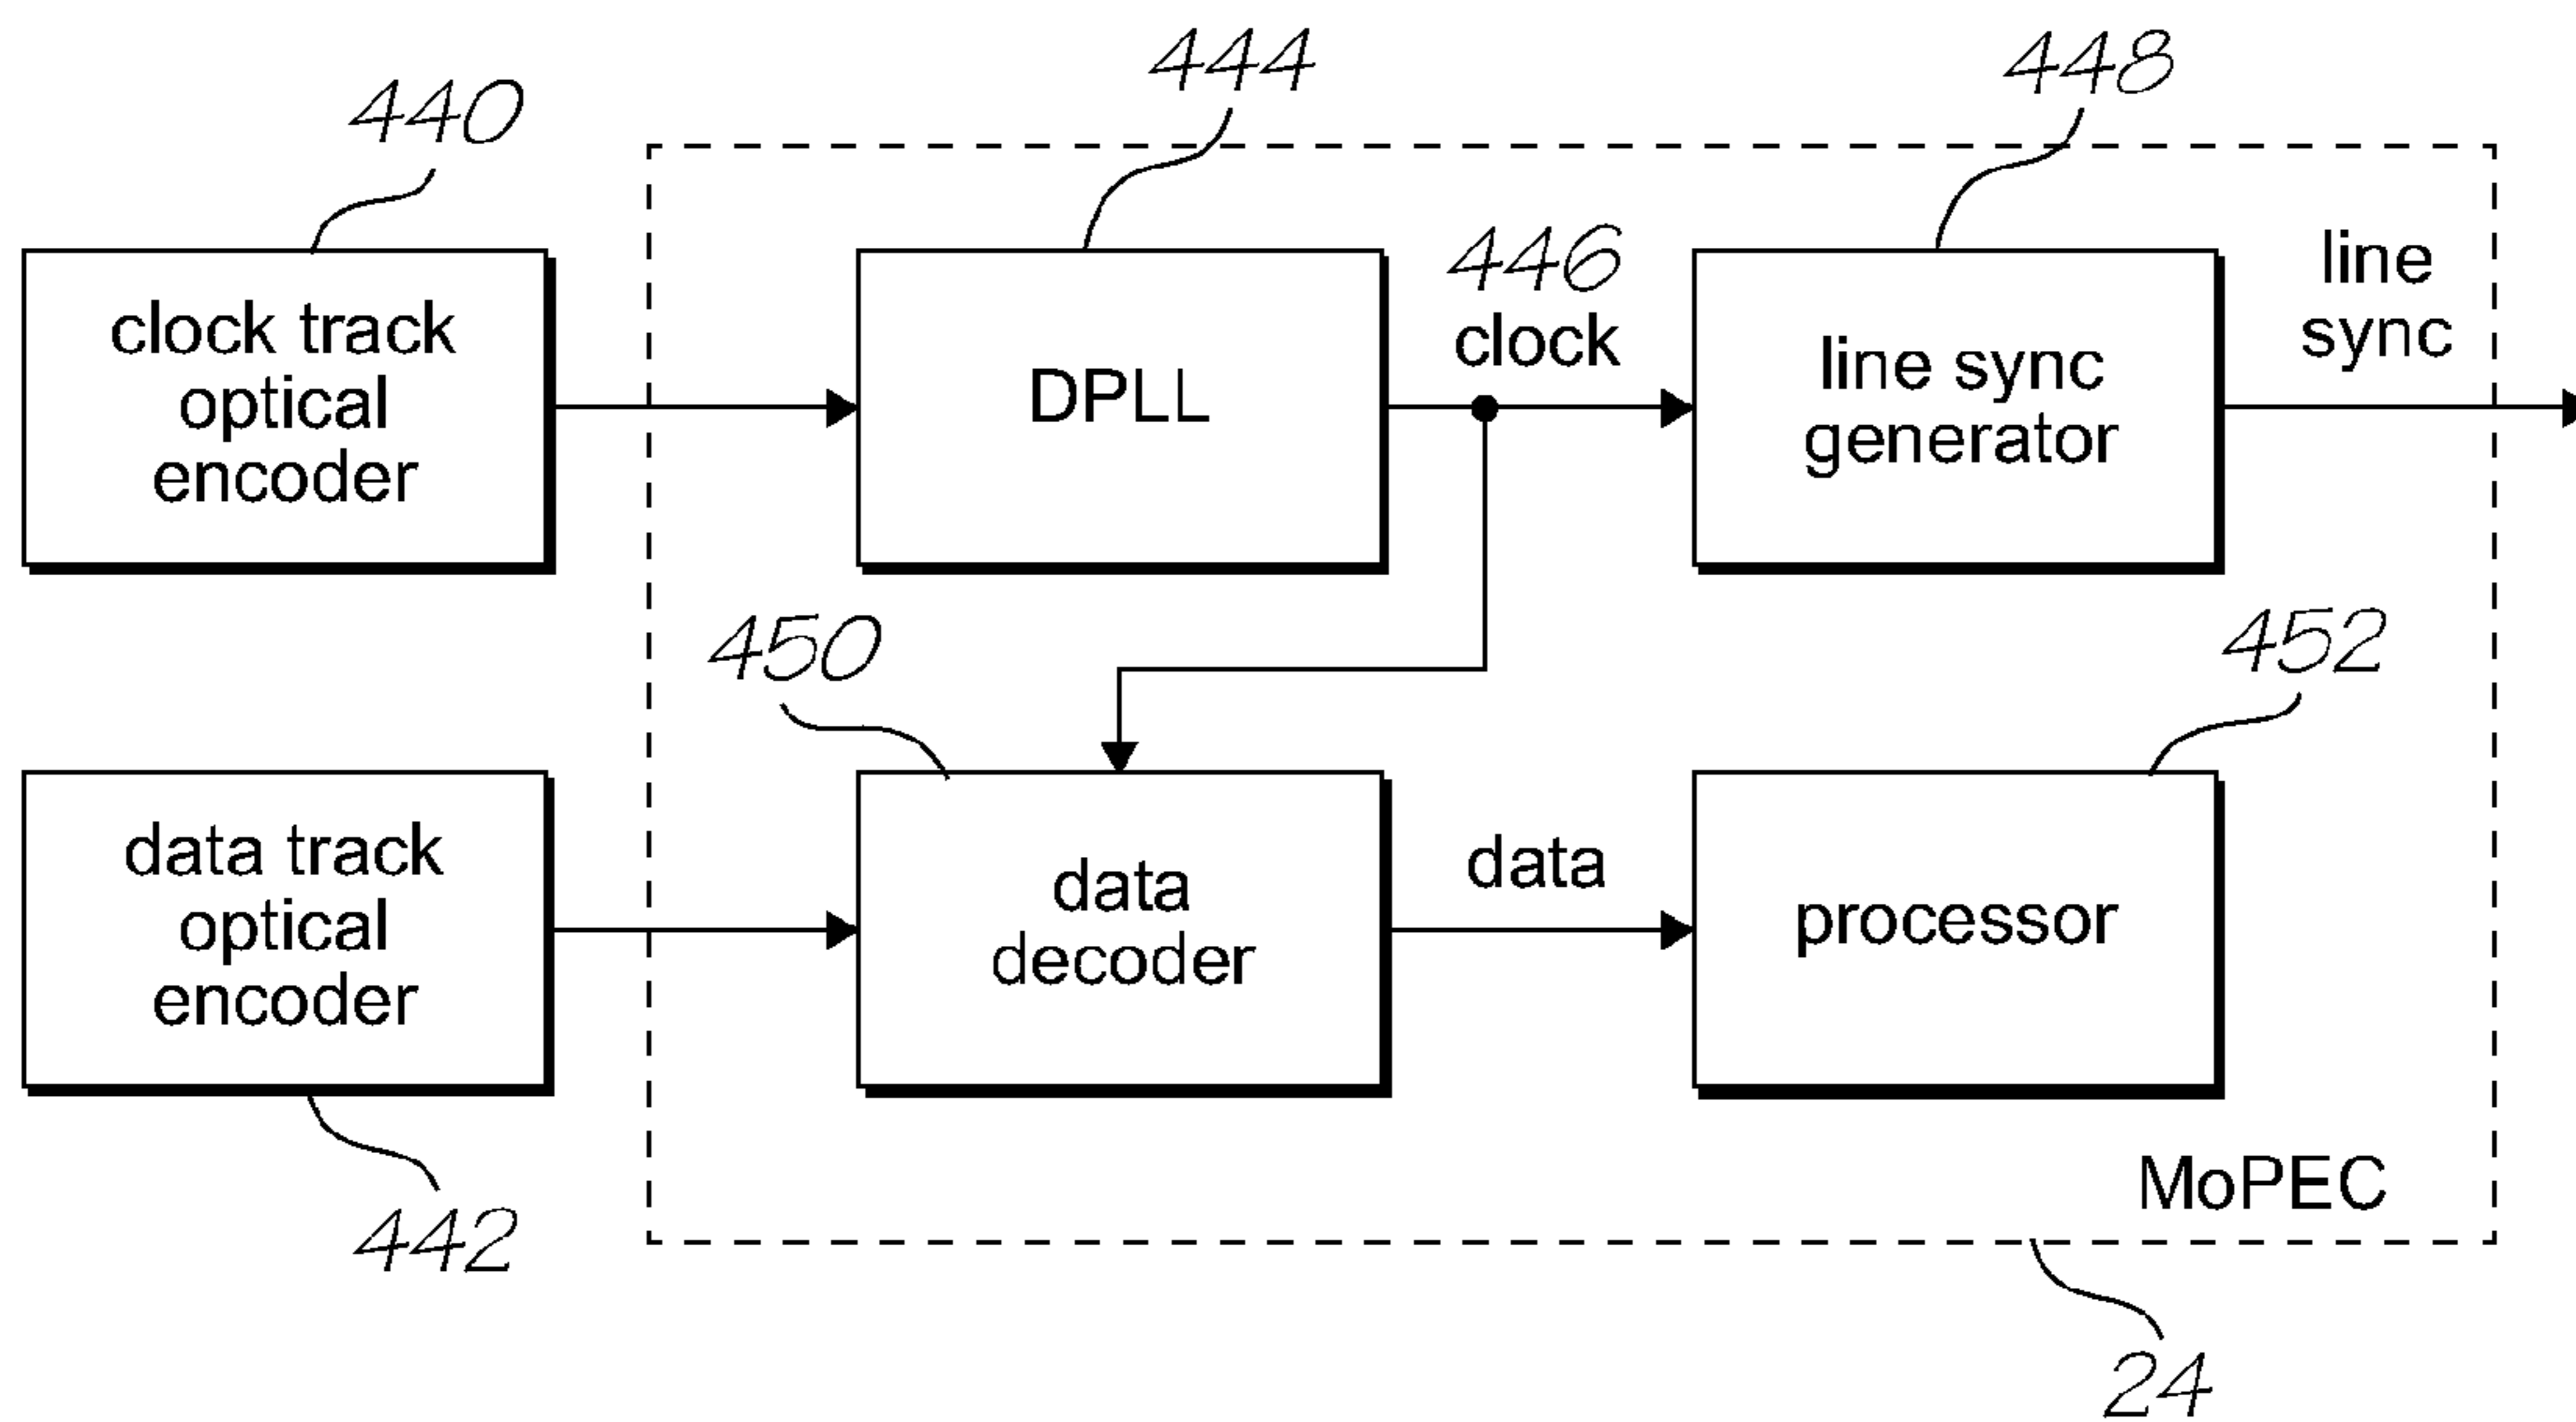 440
444
448
clock track
optical
encoder
DPLL
446
clock
line sync
generator
line
sync
450
452
data track
optical
encoder
data
decoder
data
processor
MoPEC
442
24